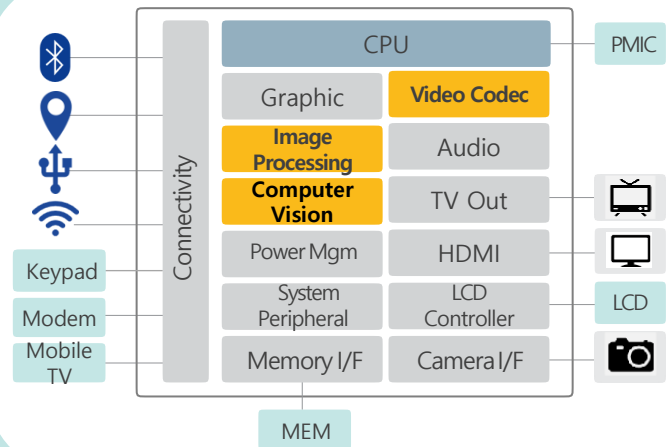 CPU
PMIC
Graphic
Video Codec
Image
Processing
Audio
Computer
Vision
TV Out
Connectivity
Power Mgm
HDMI
Keypad
System
Peripheral
LCD
Controller
LCD
Modem
Mobile
TV
Memory I/F
Camera I/F
MEM